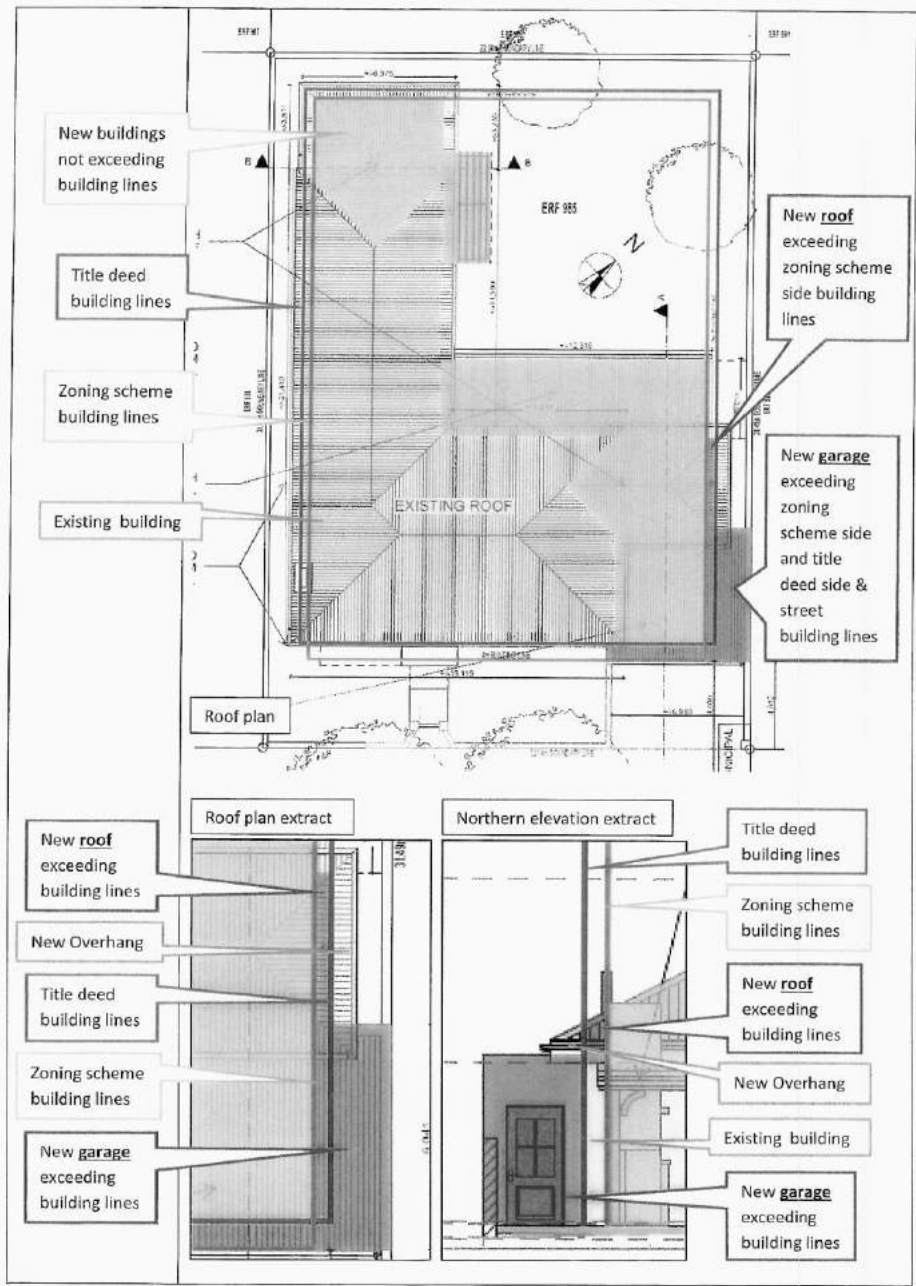 New buildings
not exceeding
building lines
Title deed
building lines
Zoning scheme
building lines
Existing building
B
B
ERF 985
N
A
EXISTING ROOF
Roof plan
New roof
exceeding
zoning scheme
side building
lines
New garage
exceeding
zoning
scheme side
and title
deed side &
street
building lines
Roof plan extract
New roof
exceeding
building lines
New Overhang
Title deed
building lines
Zoning scheme
building lines
New garage
exceeding
building lines
Northern elevation extract
Title deed
building lines
Zoning scheme
building lines
New roof
exceeding
building lines
New Overhang
Existing building
New garage
exceeding
building lines